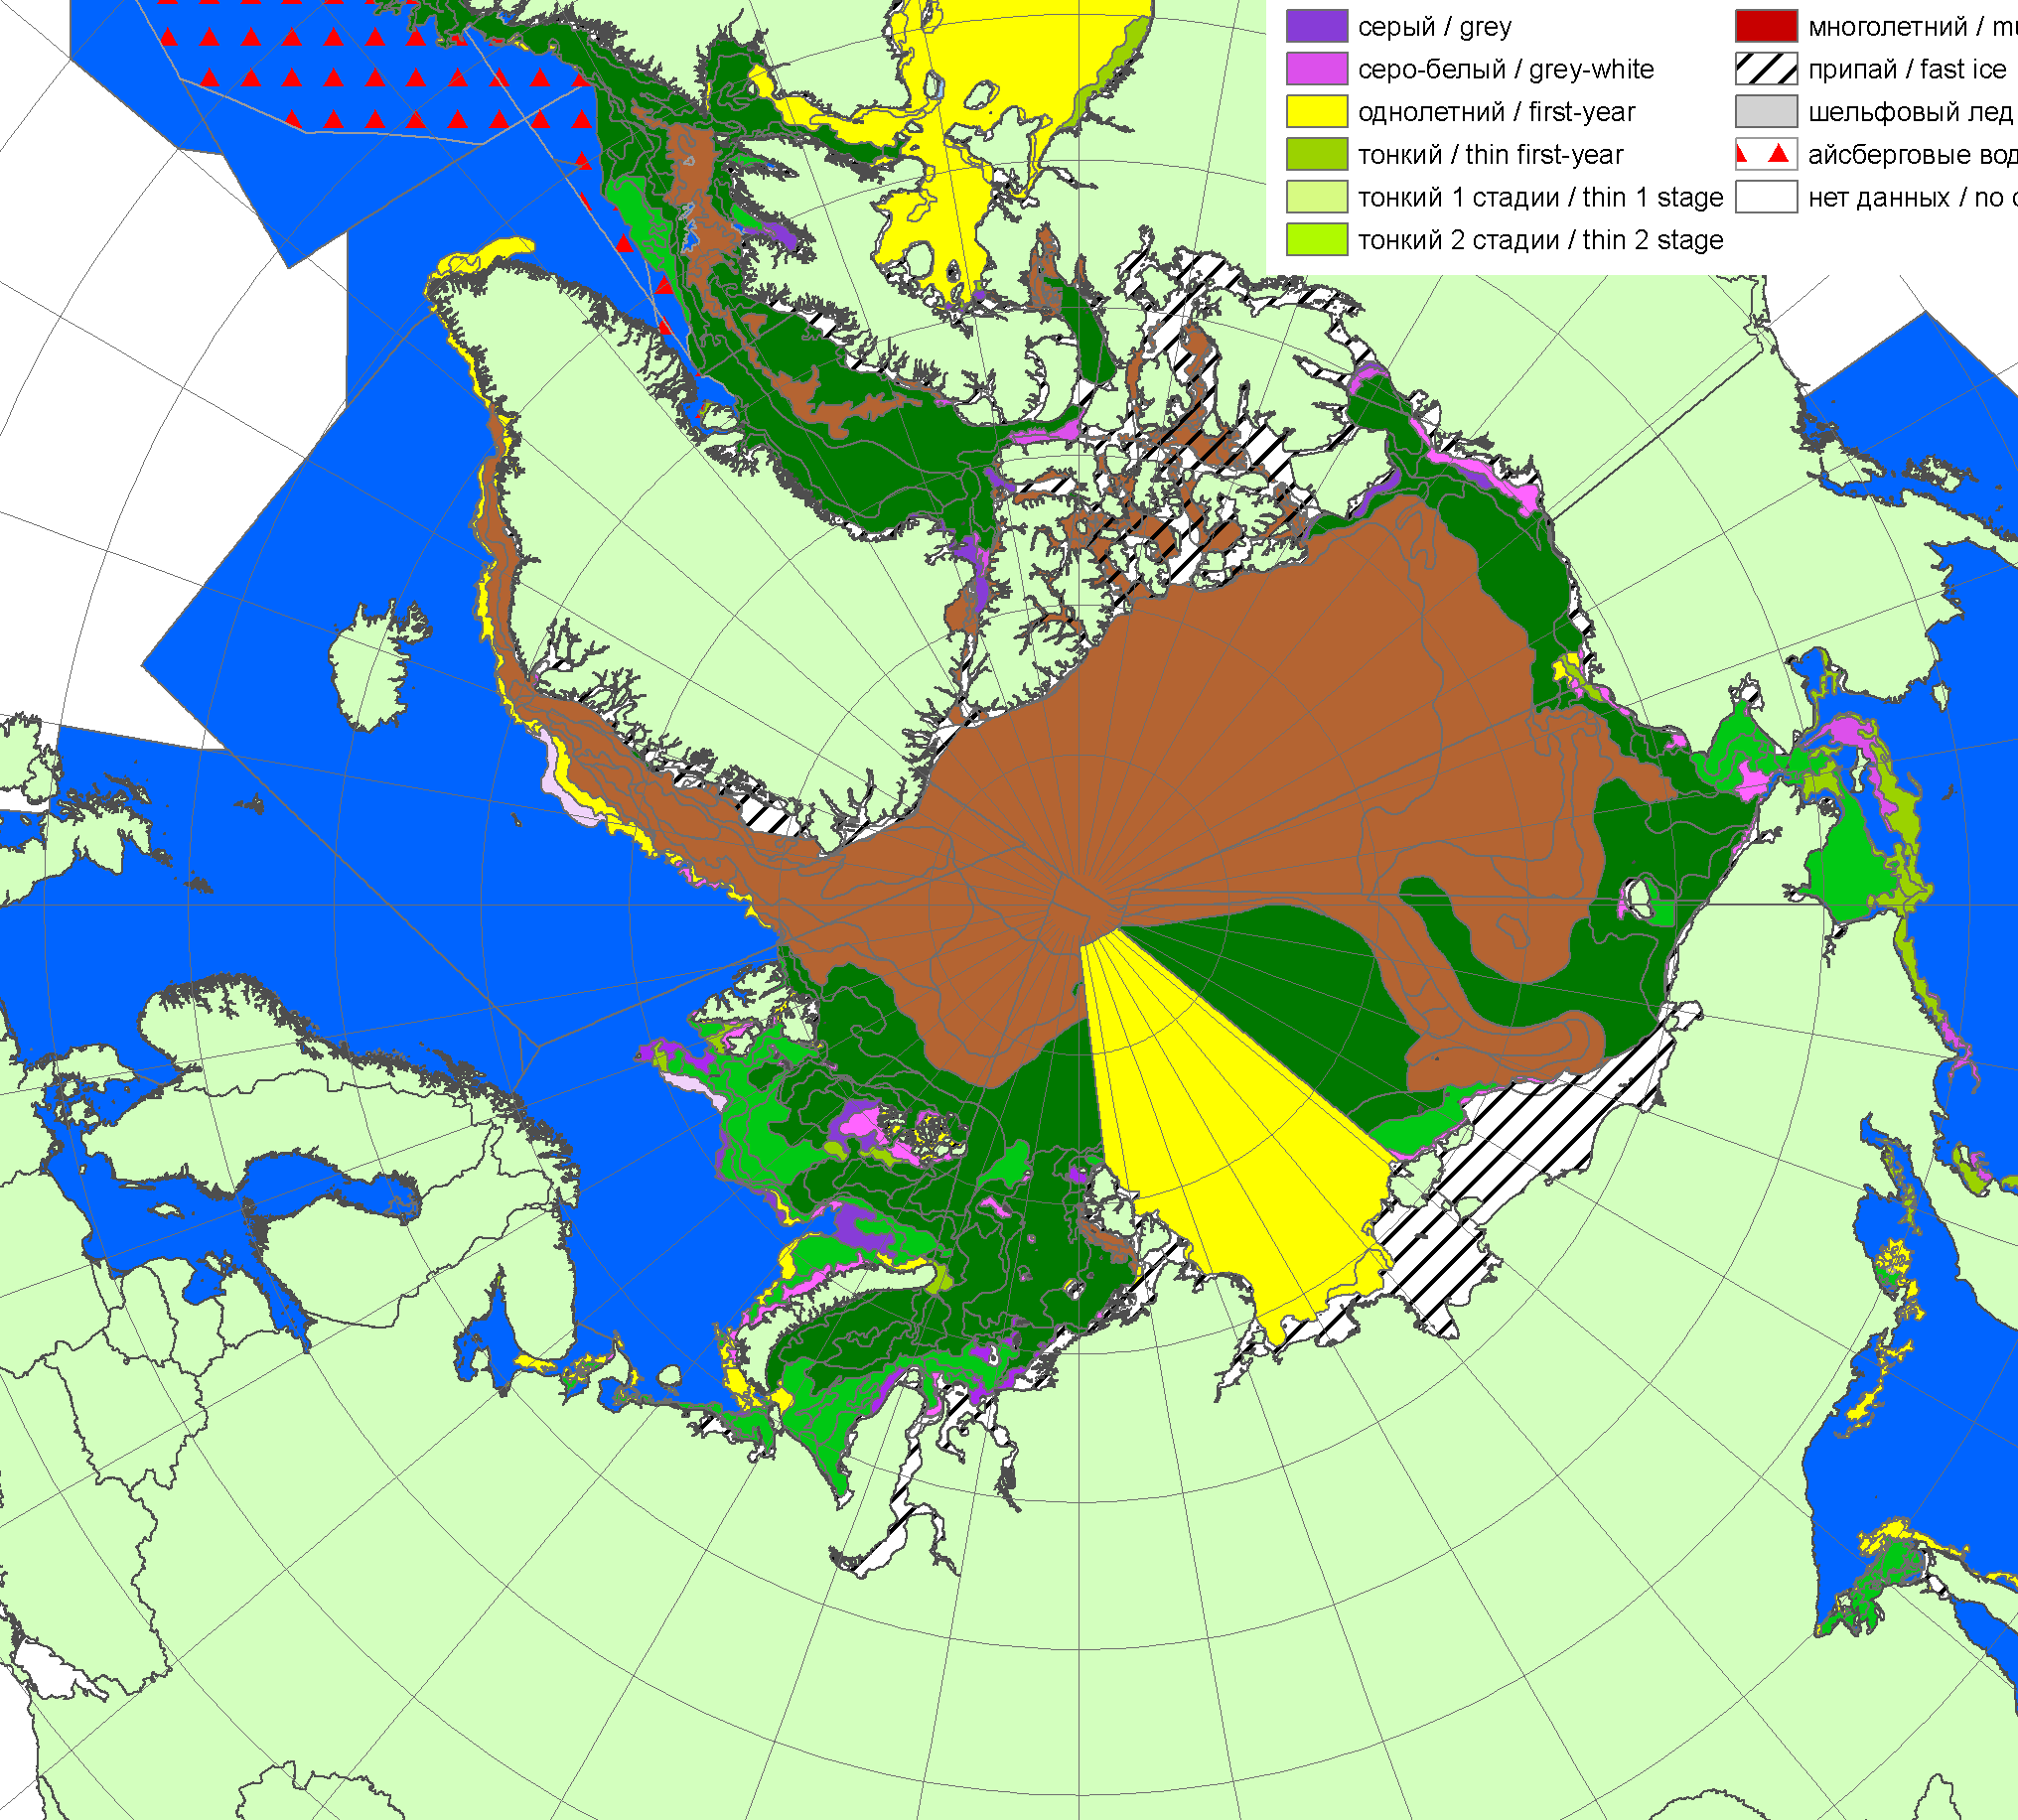 серый / grey
серо-белый / grey-white
однолетний / first-year
тонкий / thin first-year
тонкий 1 стадии / thin 1 stage
тонкий 2 стадии / thin 2 stage
многолетний /
припай / fast ice
шельфовый лед
айсберговые
нет данных / no